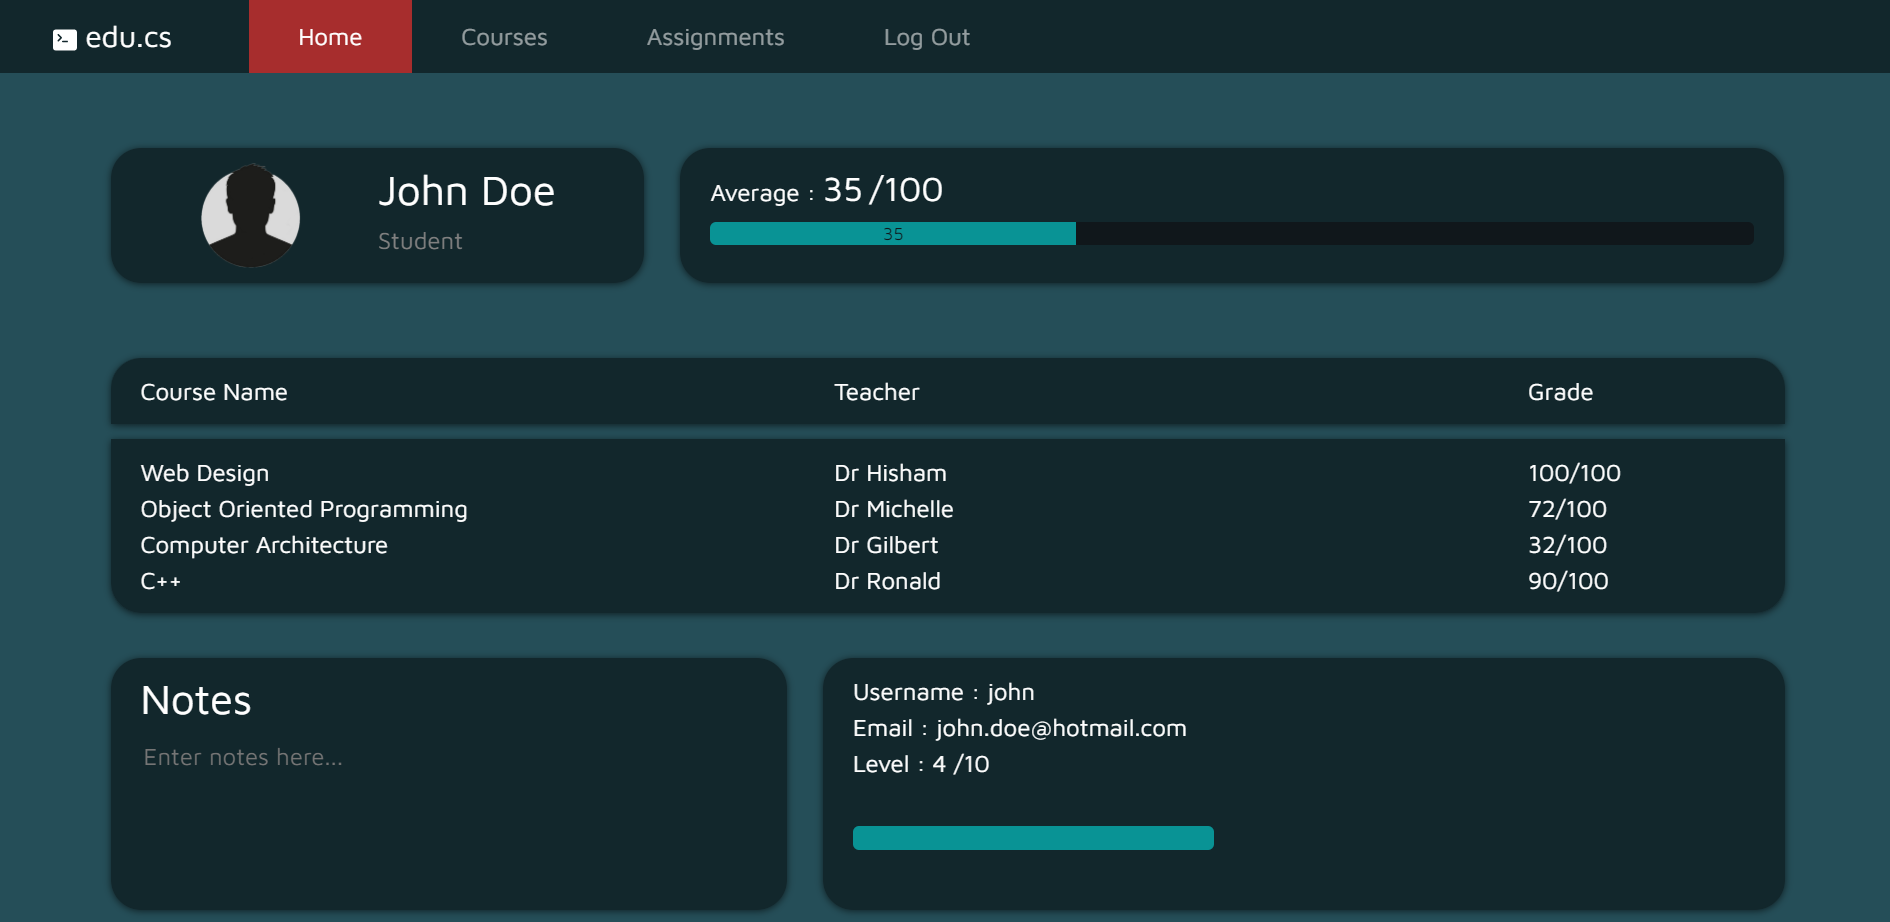 edu.cs Home Courses Assignments Log Out
John Doe
Student
Average : 35 /100
35
Course Name Teacher Grade
Web Design Dr Hisham 100/100
Object Oriented Programming Dr Michelle 72/100
Computer Architecture Dr Gilbert 32/100
C++ Dr Ronald 90/100
Notes
Enter notes here...
Username : john
Email : john.doe@hotmail.com
Level : 4 /10